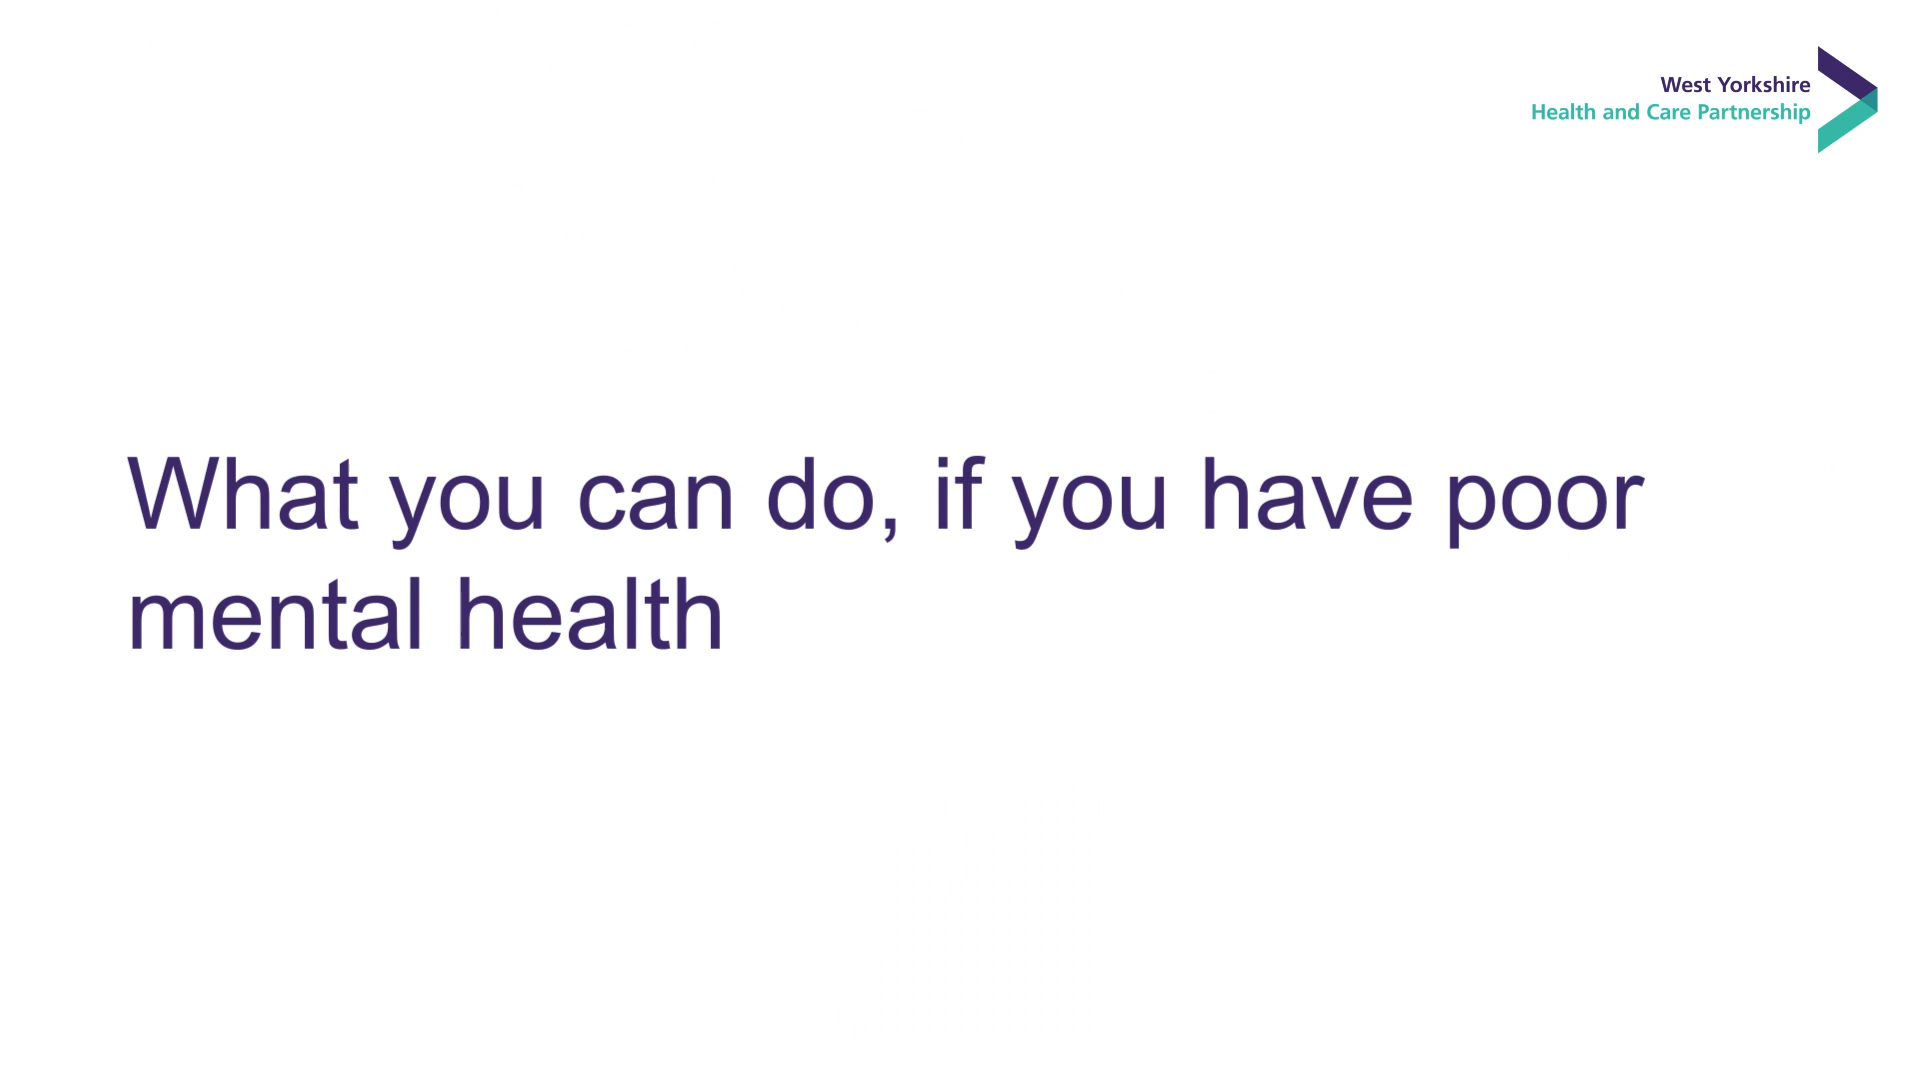 West Yorkshire
Health and Care Partnership
What you can do, if you have poor
mental health